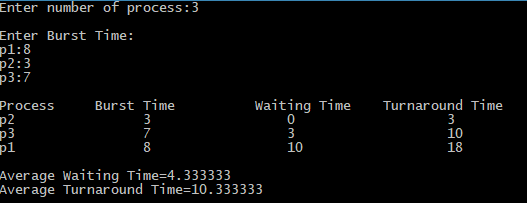 Enter number of process:3
Enter Burst Time:
p1:8
p2:3
p3:7
Process Burst Time Waiting Time Turnaround Time
p2 3 0 3
p3 7 3 10
p1 8 10 18
Average Waiting Time=4.333333
Average Turnaround Time=10.333333